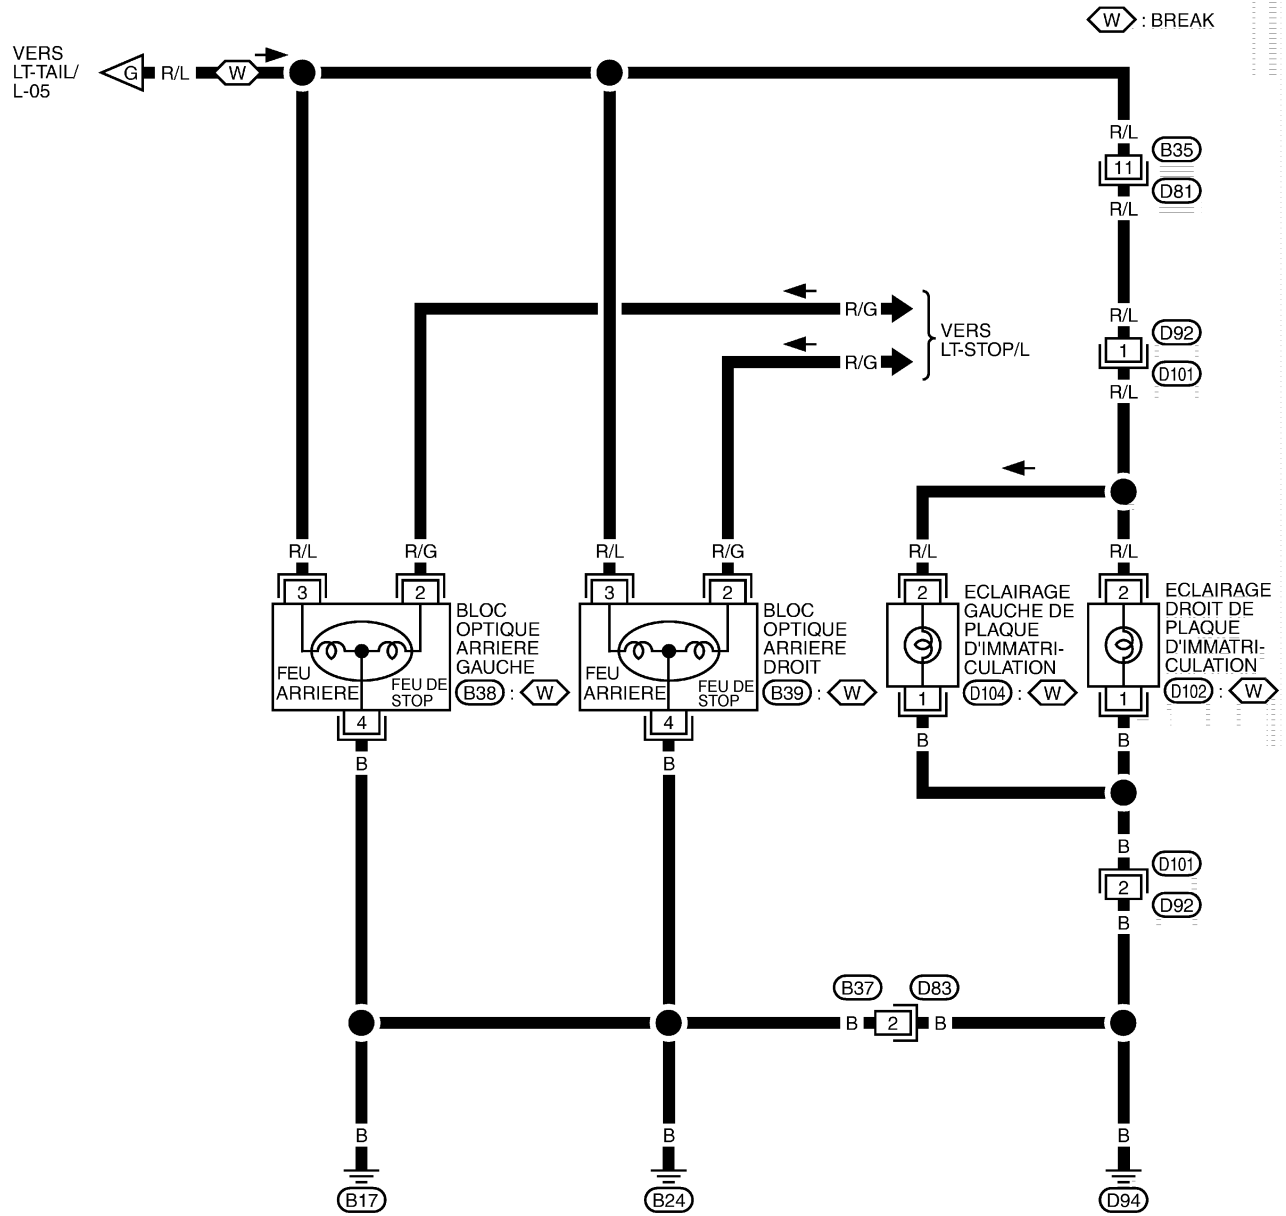 W : BREAK
VERS
LT-TAIL/
L-05
G R/L W
R/L
11
B35
D81
R/L
R/G
R/G
VERS
LT-STOP/L
R/L
1
D92
D101
R/L
R/L
R/G
R/L
R/G
R/L
R/L
3
2
BLOC
OPTIQUE
ARRIERE
GAUCHE
B38 : W
FEU
ARRIERE
FEU DE
STOP
4
B
3
2
BLOC
OPTIQUE
ARRIERE
DROIT
B39 : W
FEU
ARRIERE
FEU DE
STOP
4
B
2
ECLAIRAGE
GAUCHE DE
PLAQUE
D'IMMATRI-
CULATION
D104 : W
1
B
2
ECLAIRAGE
DROIT DE
PLAQUE
D'IMMATRI-
CULATION
D102 : W
1
B
B
D101
2
D92
B
B37 D83
B 2 B
B
B
B
B17
B24
D94